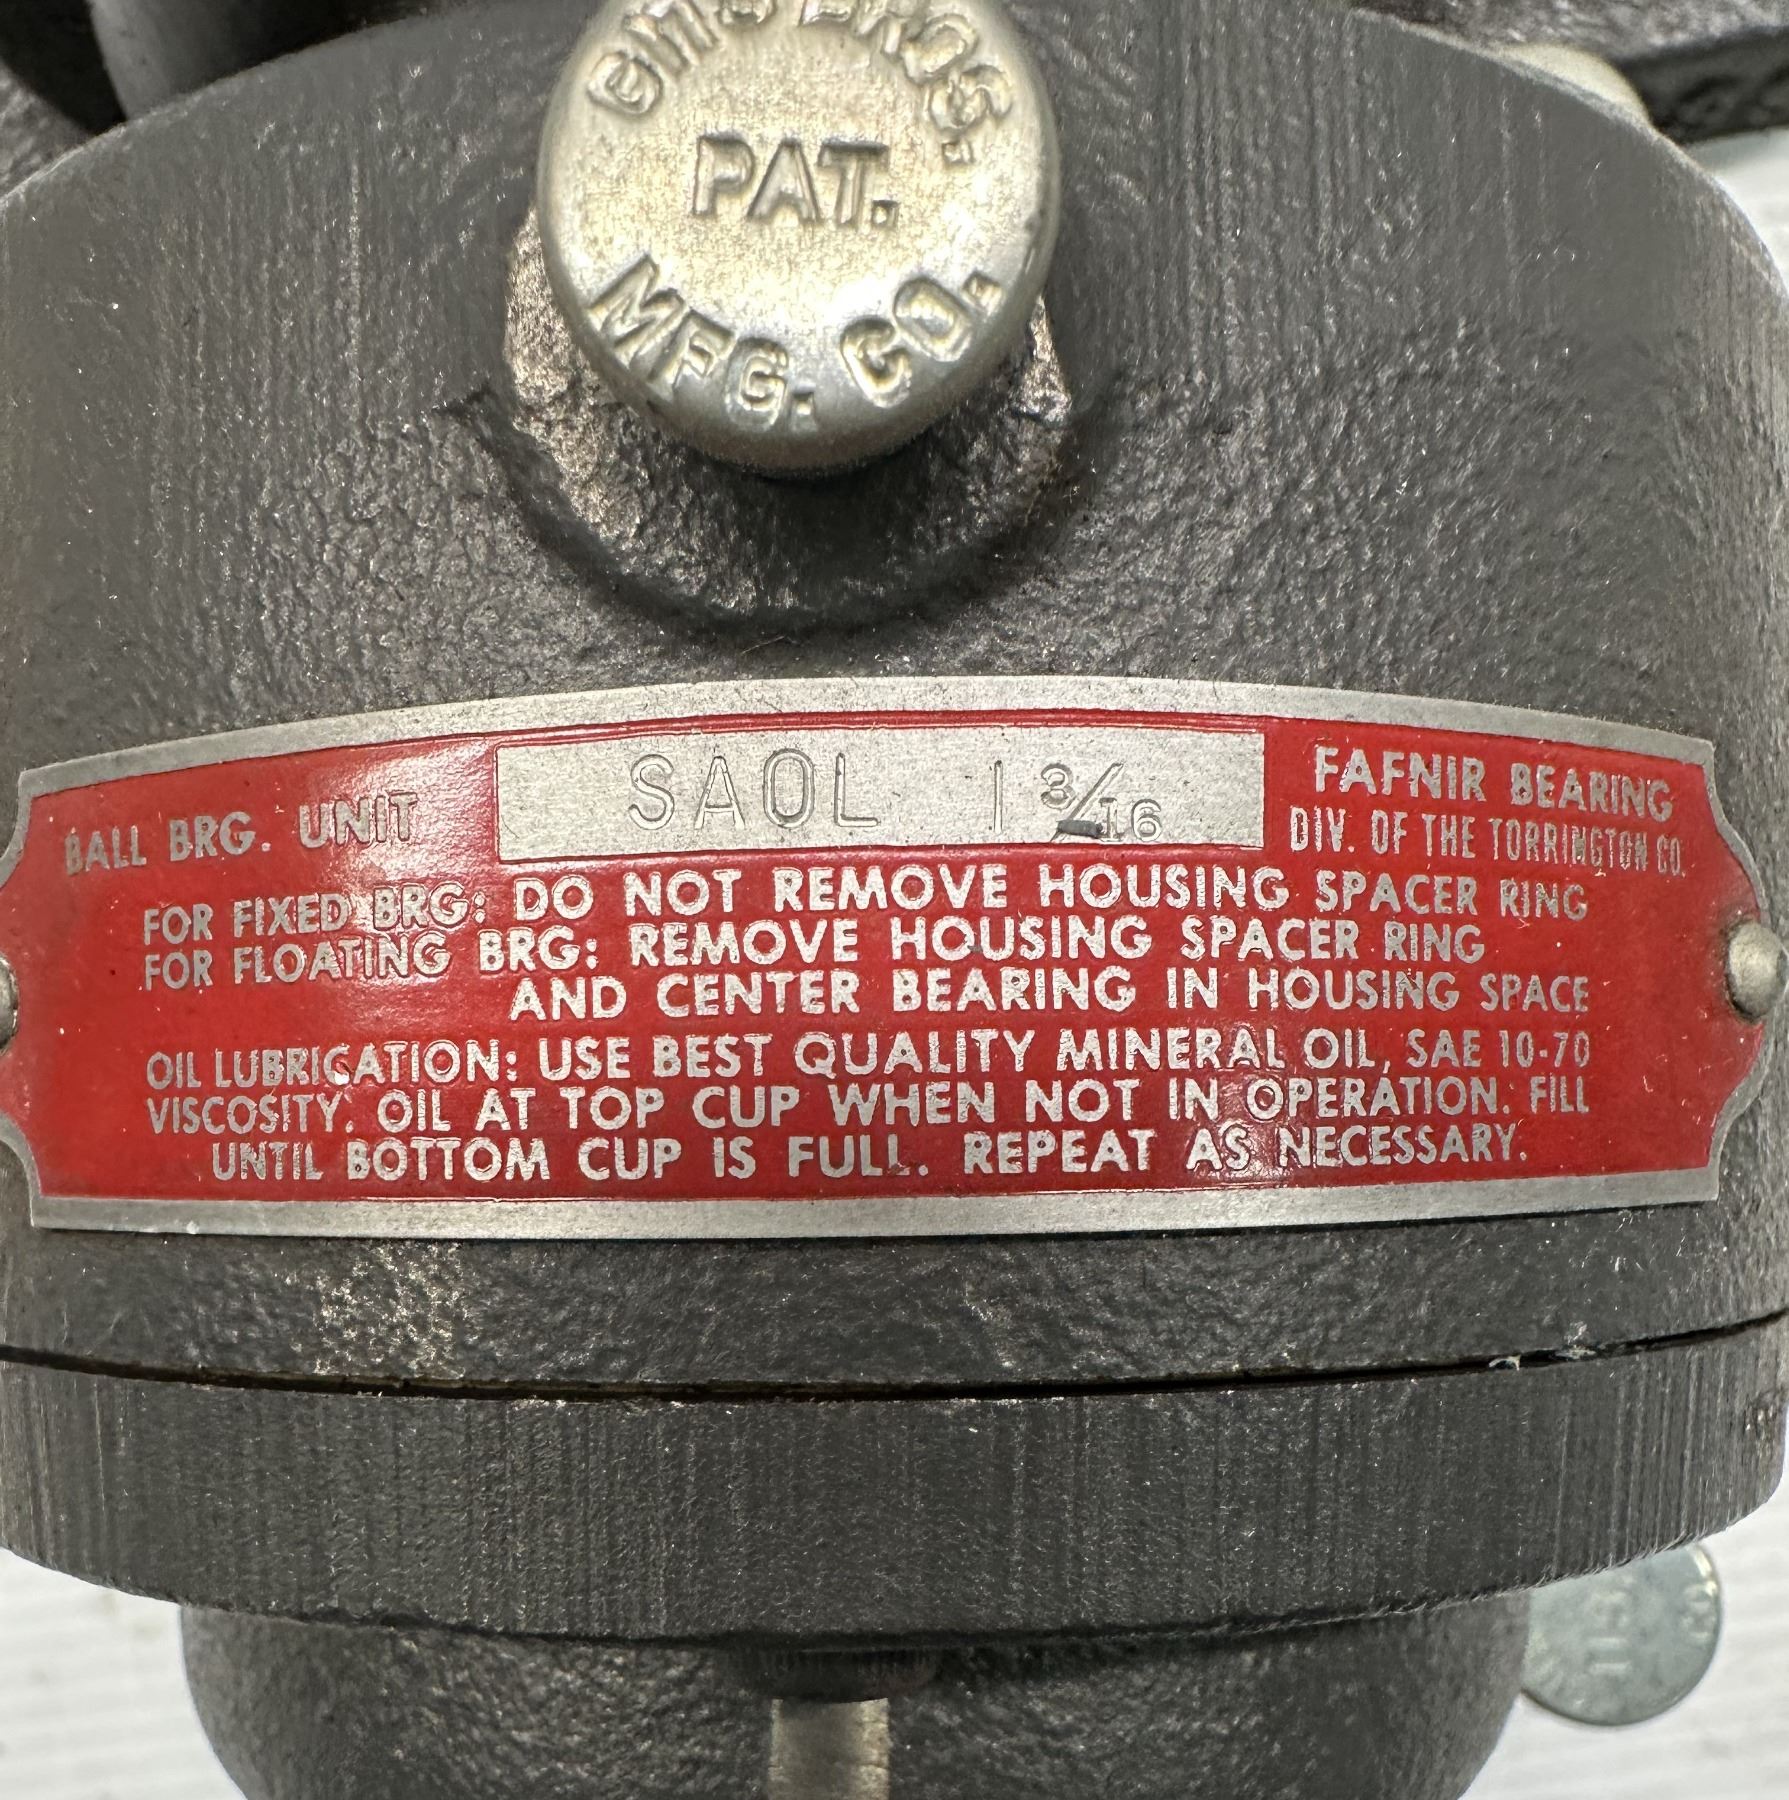 BROS.
PAT.
MFG. CO.
SAOL 1 3/16
BALL BRG. UNIT
FAFNIR BEARING
DIV. OF THE TORRINGTON CO.
FOR FIXED BRG: DO NOT REMOVE HOUSING SPACER RING
FOR FLOATING BRG: REMOVE HOUSING SPACER RING
AND CENTER BEARING IN HOUSING SPACE
OIL LUBRICATION: USE BEST QUALITY MINERAL OIL, SAE 10-70
VISCOSITY. OIL AT TOP CUP WHEN NOT IN OPERATION. FILL
UNTIL BOTTOM CUP IS FULL. REPEAT AS NECESSARY.